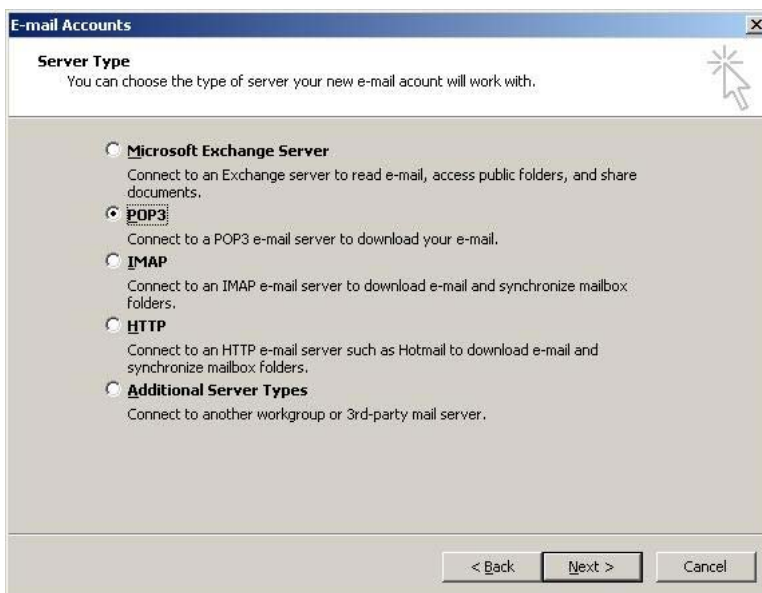 E-mail Accounts
Server Type
You can choose the type of server your new e-mail acount will work with.
Microsoft Exchange Server
Connect to an Exchange server to read e-mail, access public folders, and share
documents.
POP3
Connect to a POP3 e-mail server to download your e-mail.
IMAP
Connect to an IMAP e-mail server to download e-mail and synchronize mailbox
folders.
HTTP
Connect to an HTTP e-mail server such as Hotmail to download e-mail and
synchronize mailbox folders.
Additional Server Types
Connect to another workgroup or 3rd-party mail server.
< Back Next > Cancel